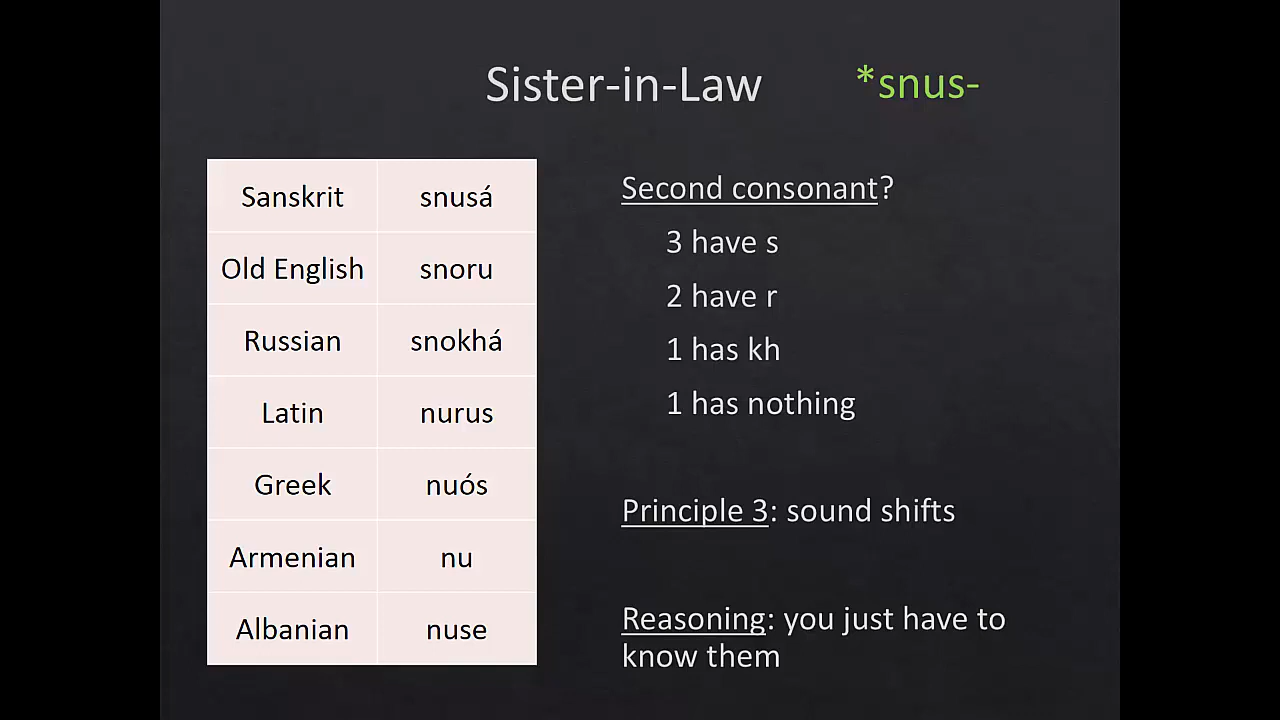 Sister-in-Law
*snus-
Sanskrit snusá
Old English snoru
Russian snokhá
Latin nurus
Greek nuós
Armenian nu
Albanian nuse
Second consonant?
3 have s
2 have r
1 has kh
1 has nothing
Principle 3: sound shifts
Reasoning: you just have to
know them